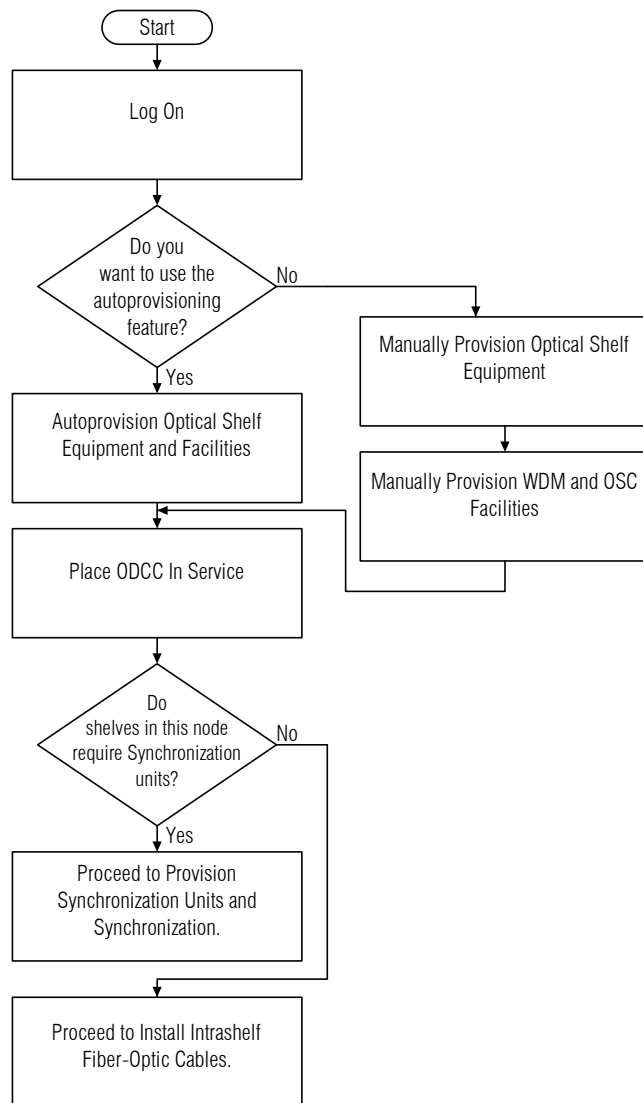 Start
Log On
Do you
want to use the
autoprovisioning
feature?
No
Yes
Manually Provision Optical Shelf
Equipment
Autoprovision Optical Shelf
Equipment and Facilities
Manually Provision WDM and OSC
Facilities
Place ODCC In Service
Do
shelves in this node
require Synchronization
units?
No
Yes
Proceed to Provision
Synchronization Units and
Synchronization.
Proceed to Install Intrashelf
Fiber-Optic Cables.